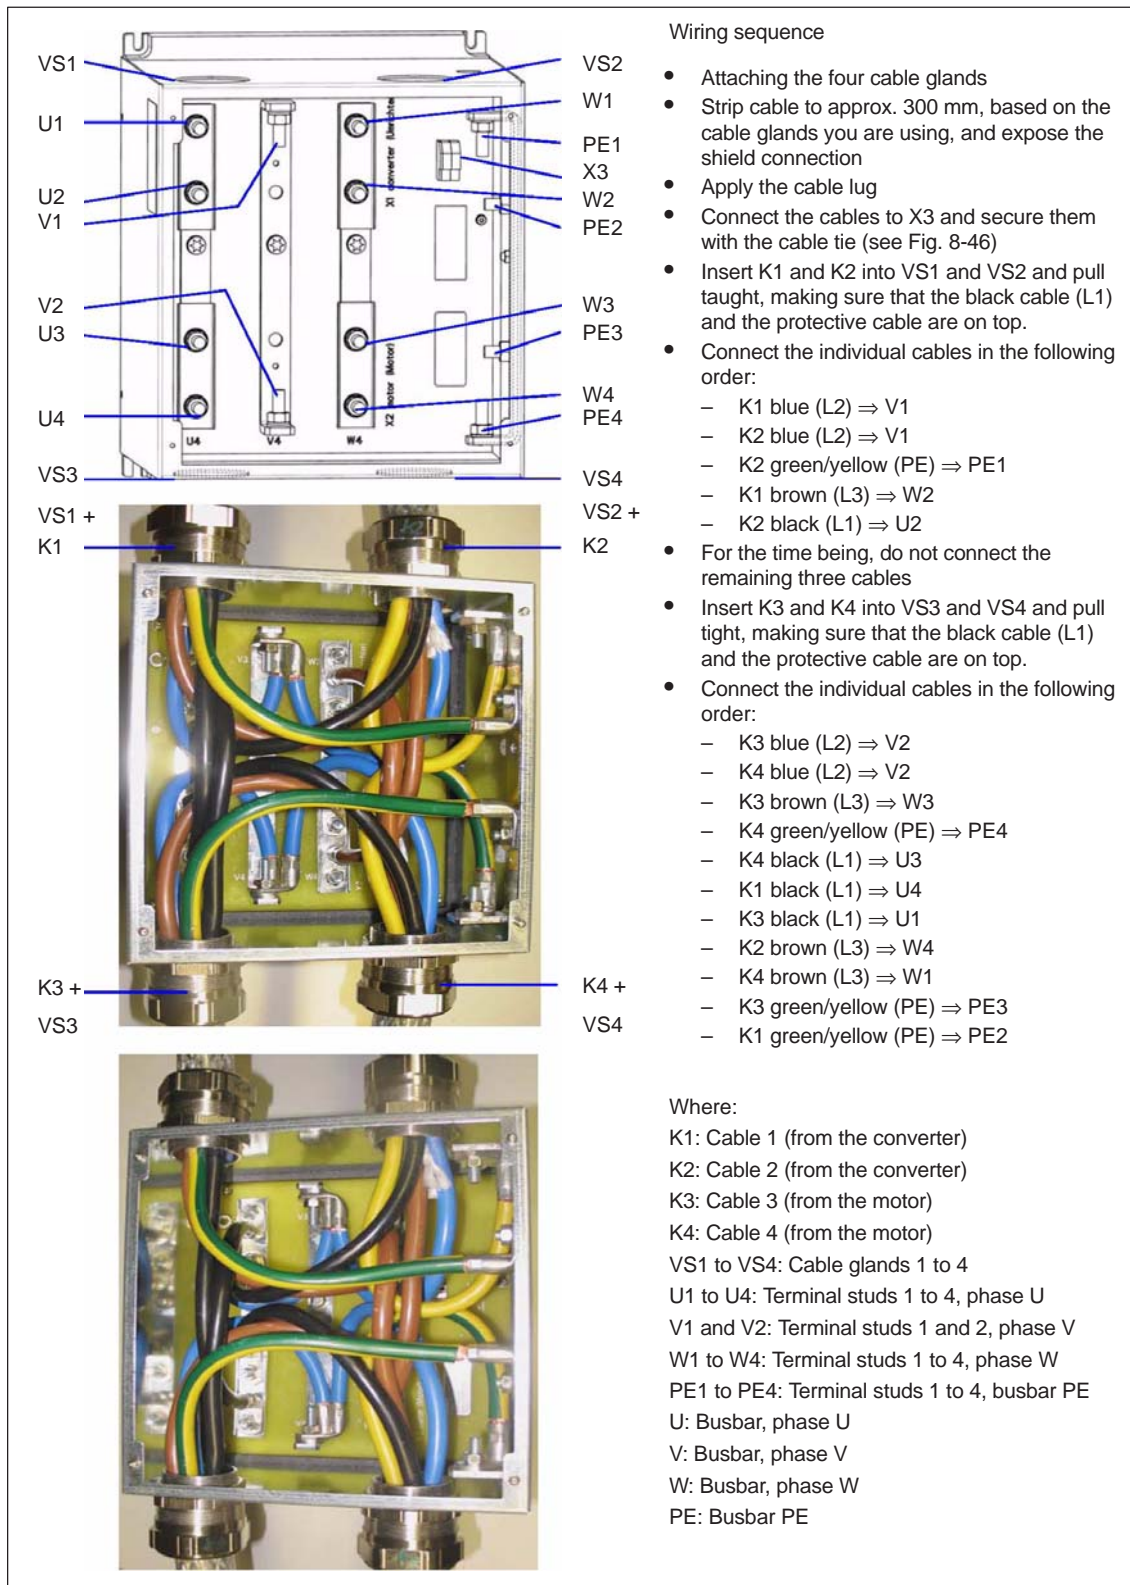 VS1
U1
U2
V1
V2
U3
U4
VS3
VS2
W1
PE1
X3
W2
PE2
W3
PE3
W4
PE4
VS4
X1 converter
X2 motor (Motor)
U4
V4
W4
VS1 +
K1
VS2 +
K2
K3 +
VS3
K4 +
VS4
Wiring sequence
• Attaching the four cable glands
• Strip cable to approx. 300 mm, based on the
cable glands you are using, and expose the
shield connection
• Apply the cable lug
• Connect the cables to X3 and secure them
with the cable tie (see Fig. 8-46)
• Insert K1 and K2 into VS1 and VS2 and pull
taught, making sure that the black cable (L1)
and the protective cable are on top.
• Connect the individual cables in the following
order:
– K1 blue (L2) ⇒ V1
– K2 blue (L2) ⇒ V1
– K2 green/yellow (PE) ⇒ PE1
– K1 brown (L3) ⇒ W2
– K2 black (L1) ⇒ U2
• For the time being, do not connect the
remaining three cables
• Insert K3 and K4 into VS3 and VS4 and pull
tight, making sure that the black cable (L1)
and the protective cable are on top.
• Connect the individual cables in the following
order:
– K3 blue (L2) ⇒ V2
– K4 blue (L2) ⇒ V2
– K3 brown (L3) ⇒ W3
– K4 green/yellow (PE) ⇒ PE4
– K4 black (L1) ⇒ U3
– K1 black (L1) ⇒ U4
– K3 black (L1) ⇒ U1
– K2 brown (L3) ⇒ W4
– K4 brown (L3) ⇒ W1
– K3 green/yellow (PE) ⇒ PE3
– K1 green/yellow (PE) ⇒ PE2
Where:
K1: Cable 1 (from the converter)
K2: Cable 2 (from the converter)
K3: Cable 3 (from the motor)
K4: Cable 4 (from the motor)
VS1 to VS4: Cable glands 1 to 4
U1 to U4: Terminal studs 1 to 4, phase U
V1 and V2: Terminal studs 1 and 2, phase V
W1 to W4: Terminal studs 1 to 4, phase W
PE1 to PE4: Terminal studs 1 to 4, busbar PE
U: Busbar, phase U
V: Busbar, phase V
W: Busbar, phase W
PE: Busbar PE